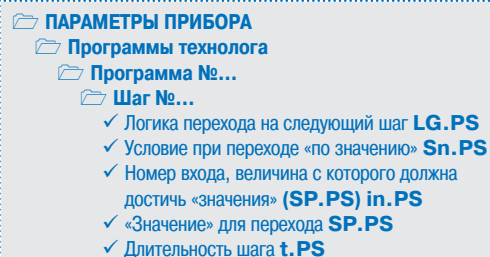 ПАРАМЕТРЫ ПРИБОРА
Программы технолога
Программа №...
Шаг №...
✓ Логика перехода на следующий шаг LG.PS
✓ Условие при переходе «по значению» Sn.PS
✓ Номер входа, величина с которого должна
достичь «значения» (SP.PS) in.PS
✓ «Значение» для перехода SP.PS
✓ Длительность шага t.PS